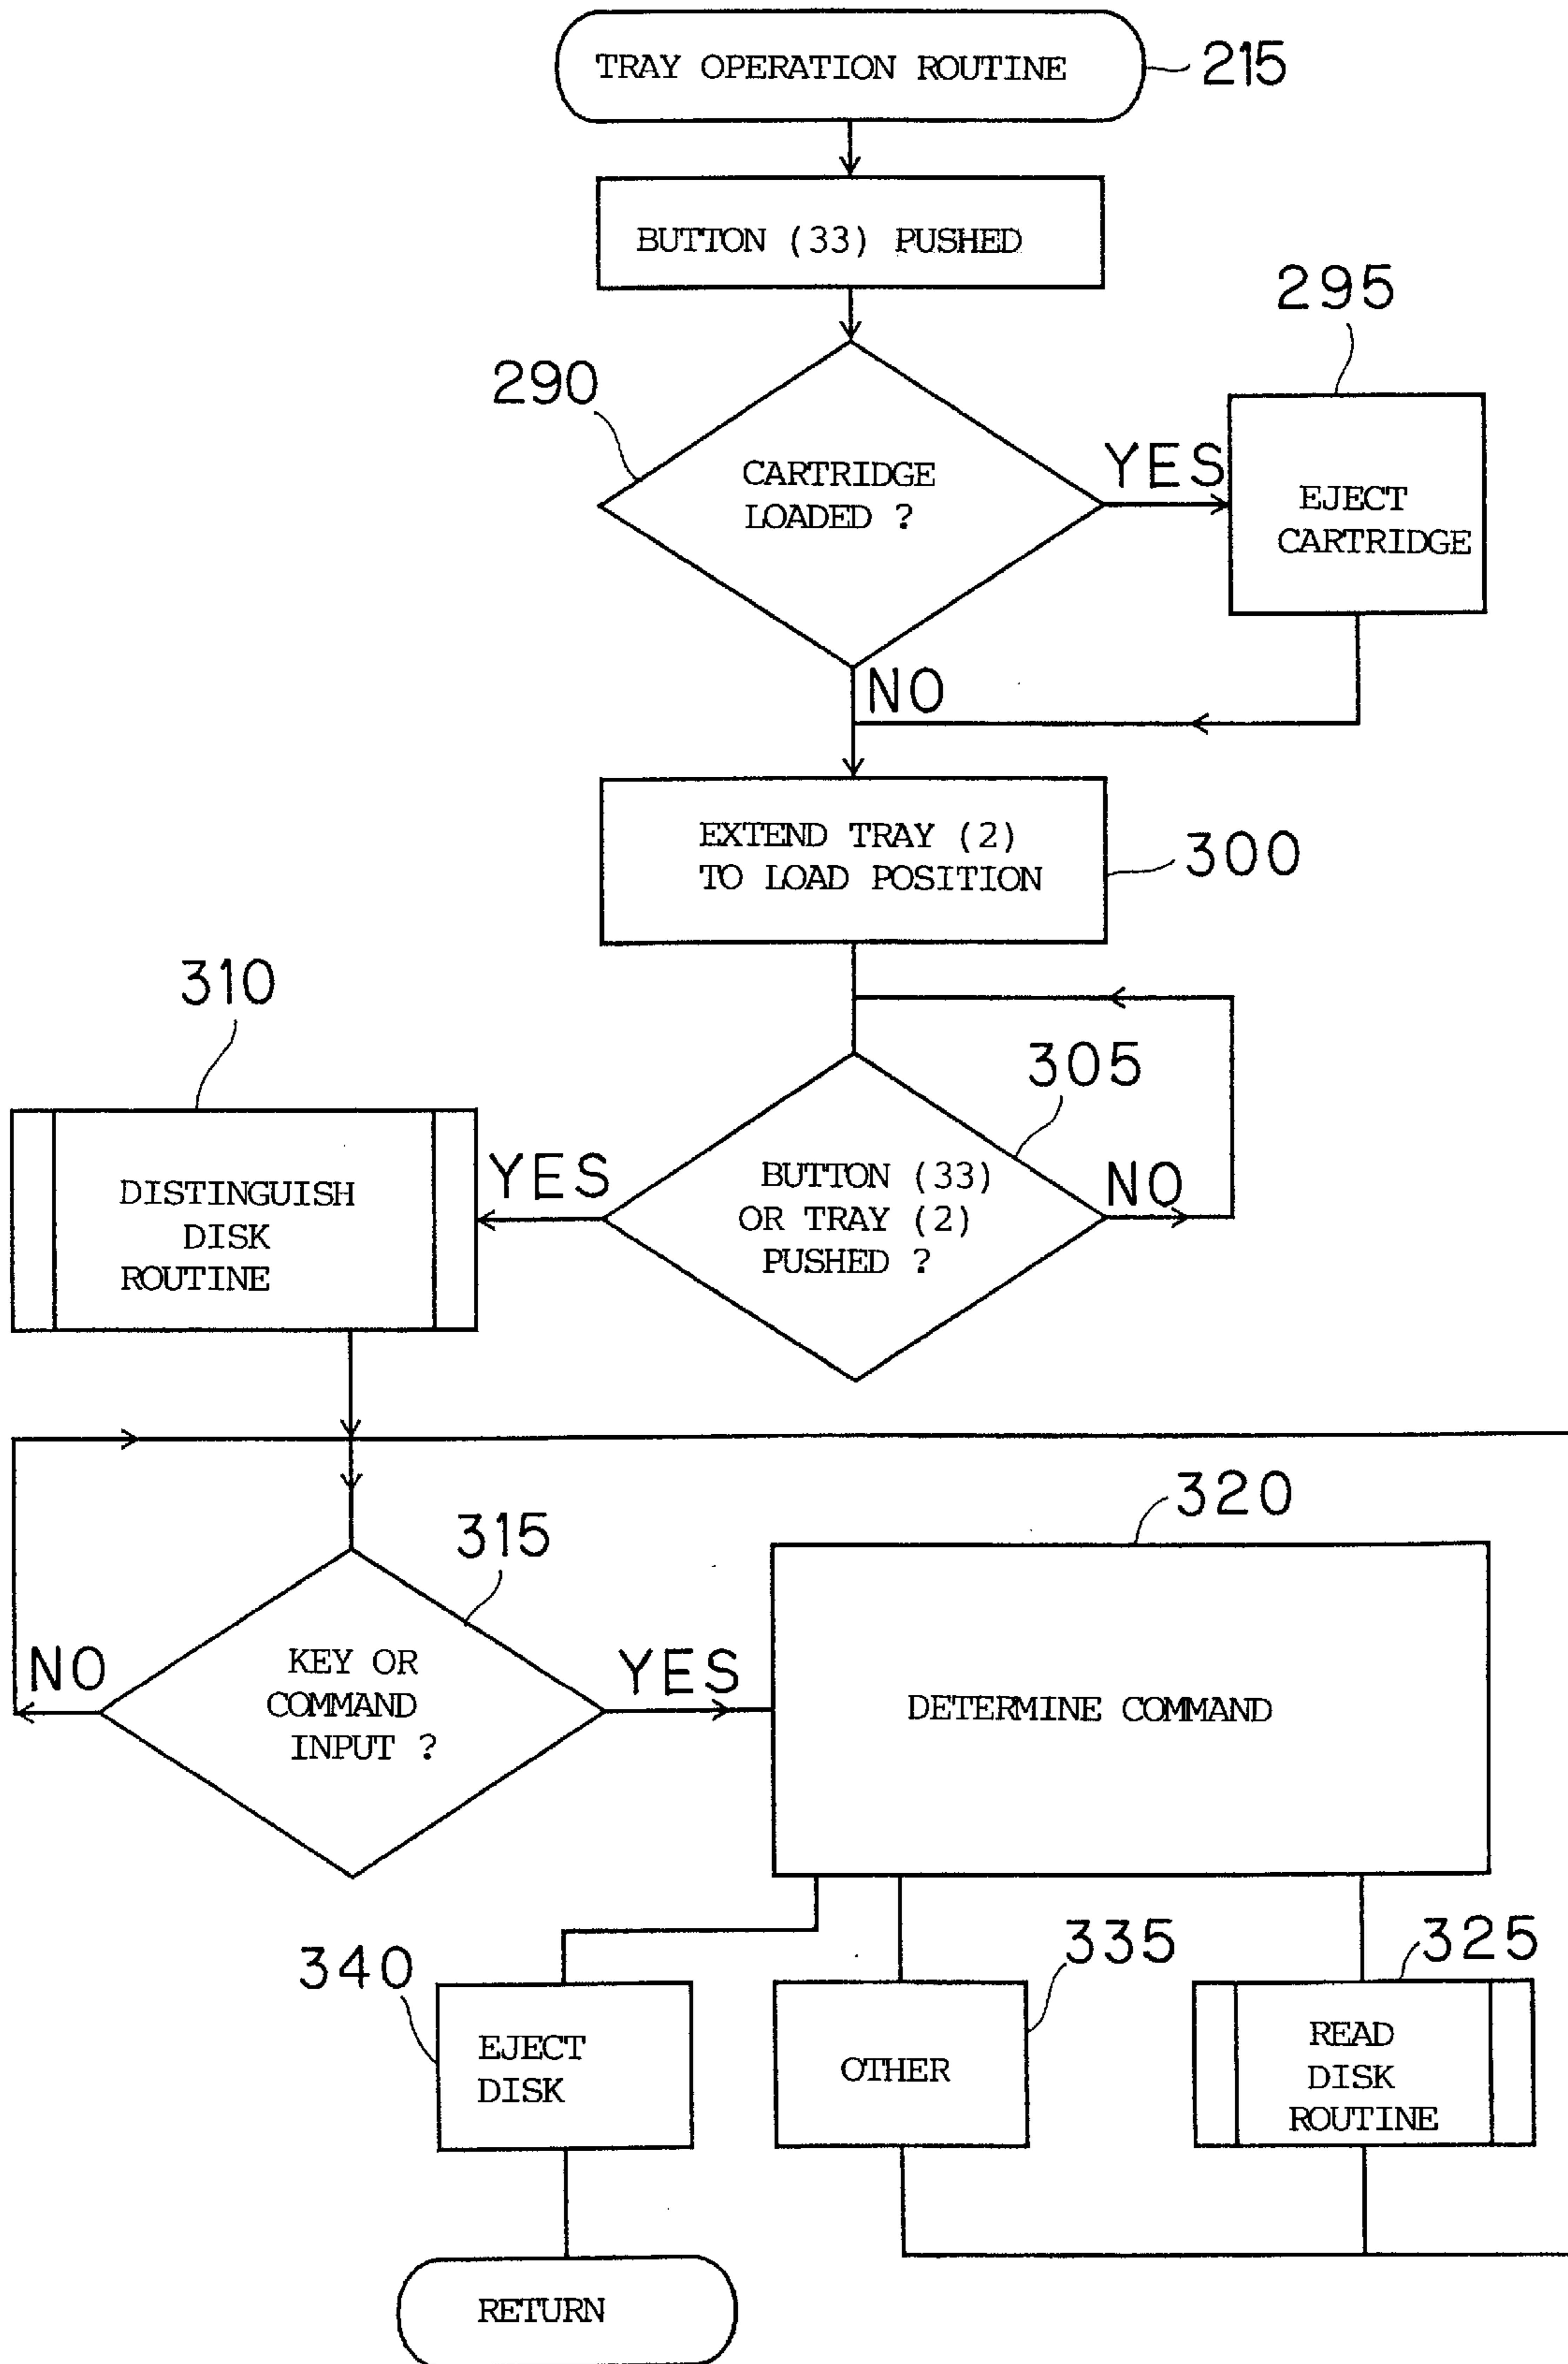 TRAY OPERATION ROUTINE
215
BUTTON (33) PUSHED
295
290
CARTRIDGE
LOADED ?
YES
EJECT
CARTRIDGE
NO
EXTEND TRAY (2)
TO LOAD POSITION
300
310
305
DISTINGUISH
DISK
ROUTINE
YES
BUTTON (33)
OR TRAY (2)
PUSHED ?
NO
320
315
NO
KEY OR
COMMAND
INPUT ?
YES
DETERMINE COMMAND
340
335
325
EJECT
DISK
OTHER
READ
DISK
ROUTINE
RETURN